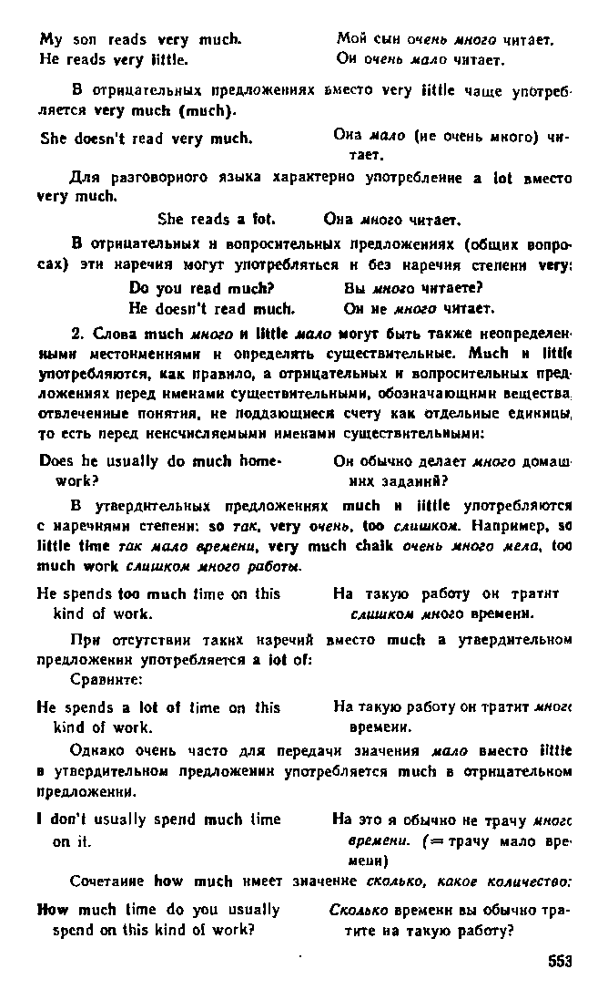 My son reads very much. Мой сын очень много читает.
He reads very little. Он очень мало читает.
В отрицательных предложениях вместо very little чаще употреб-
ляется very much (much).
She doesn't read very much. Она мало (не очень много) чи-
тает.
Для разговорного языка характерно употребление a lot вместо
very much.
She reads a lot. Она много читает.
В отрицательных и вопросительных предложениях (общих вопро-
сах) эти наречия могут употребляться и без наречия степени very:
Do you read much? Вы много читаете?
He doesn't read much. Он не много читает.
2. Слова much много и little мало могут быть также неопределен-
ными местоимениями и определять существительные. Much и little
употребляются, как правило, а отрицательных и вопросительных пред-
ложениях перед именами существительными, обозначающими вещества,
отвлеченные понятия, не поддающиеся счету как отдельные единицы,
то есть перед неисчисляемыми именами существительными:
Does he usually do much home- Он обычно делает много домаш-
work? них заданий?
В утвердительных предложениях much и little употребляются
с наречиями степени: so так, very очень, too слишком. Например, so
little time так мало времени, very much chalk очень много мела, too
much work слишком много работы.
He spends too much time on this На такую работу он тратит
kind of work. слишком много времени.
При отсутствии таких наречий вместо much а утвердительном
предложении употребляется a lot of:
Сравните:
He spends a lot of time on this На такую работу он тратит много
kind of work. времени.
Однако очень часто для передачи значения мало вместо little
в утвердительном предложении употребляется much в отрицательном
предложении.
I don't usually spend much time На это я обычно не трачу много
on it. времени. (= трачу мало вре-
мени)
Сочетание how much имеет значение сколько, какое количество:
How much time do you usually Сколько времени вы обычно тра-
spend on this kind of work? тите на такую работу?
553